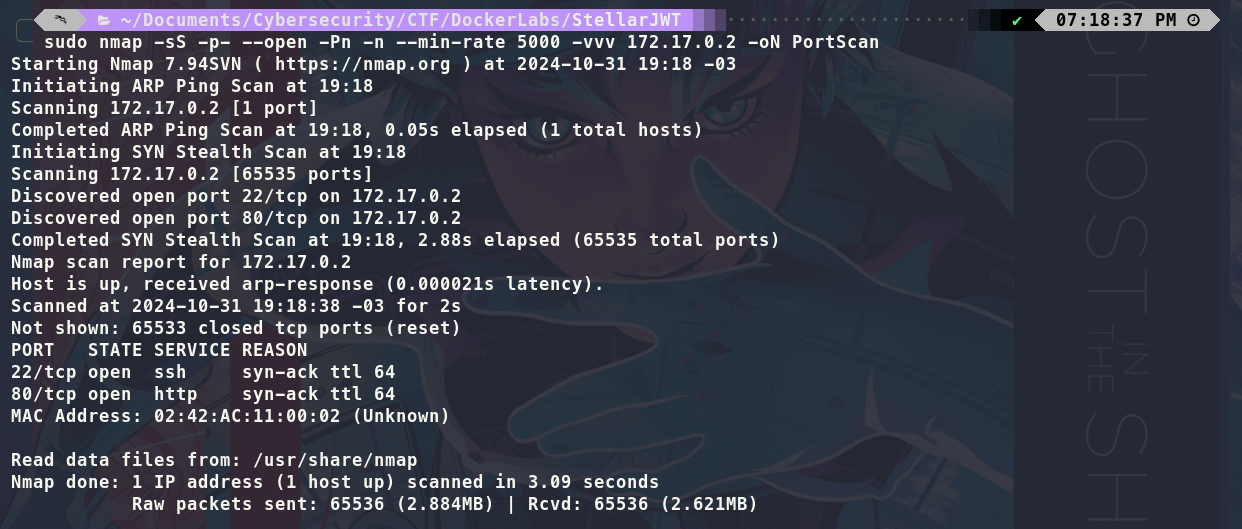 ~/Documents/Cybersecurity/CTF/DockerLabs/StellarJWT ✔ 07:18:37 PM
sudo nmap -sS -p- --open -Pn -n --min-rate 5000 -vvv 172.17.0.2 -oN PortScan
Starting Nmap 7.94SVN ( https://nmap.org ) at 2024-10-31 19:18 -03
Initiating ARP Ping Scan at 19:18
Scanning 172.17.0.2 [1 port]
Completed ARP Ping Scan at 19:18, 0.05s elapsed (1 total hosts)
Initiating SYN Stealth Scan at 19:18
Scanning 172.17.0.2 [65535 ports]
Discovered open port 22/tcp on 172.17.0.2
Discovered open port 80/tcp on 172.17.0.2
Completed SYN Stealth Scan at 19:18, 2.88s elapsed (65535 total ports)
Nmap scan report for 172.17.0.2
Host is up, received arp-response (0.000021s latency).
Scanned at 2024-10-31 19:18:38 -03 for 2s
Not shown: 65533 closed tcp ports (reset)
PORT   STATE SERVICE REASON
22/tcp open  ssh     syn-ack ttl 64
80/tcp open  http    syn-ack ttl 64
MAC Address: 02:42:AC:11:00:02 (Unknown)
Read data files from: /usr/share/nmap
Nmap done: 1 IP address (1 host up) scanned in 3.09 seconds
Raw packets sent: 65536 (2.884MB) | Rcvd: 65536 (2.621MB)
GHOST IN THE SH